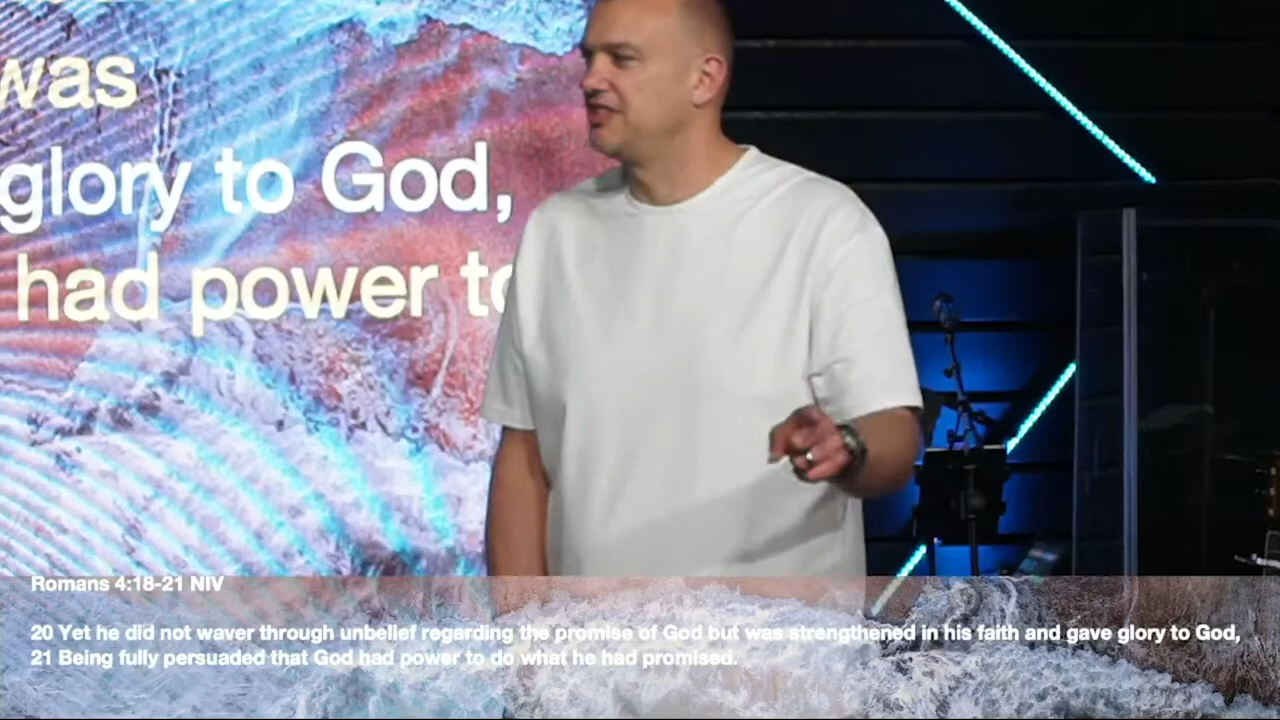 was
glory to God,
had power to
Romans 4:18-21 NIV
20 Yet he did not waver through unbelief regarding the promise of God but was strengthened in his faith and gave glory to God,
21 Being fully persuaded that God had power to do what he had promised.